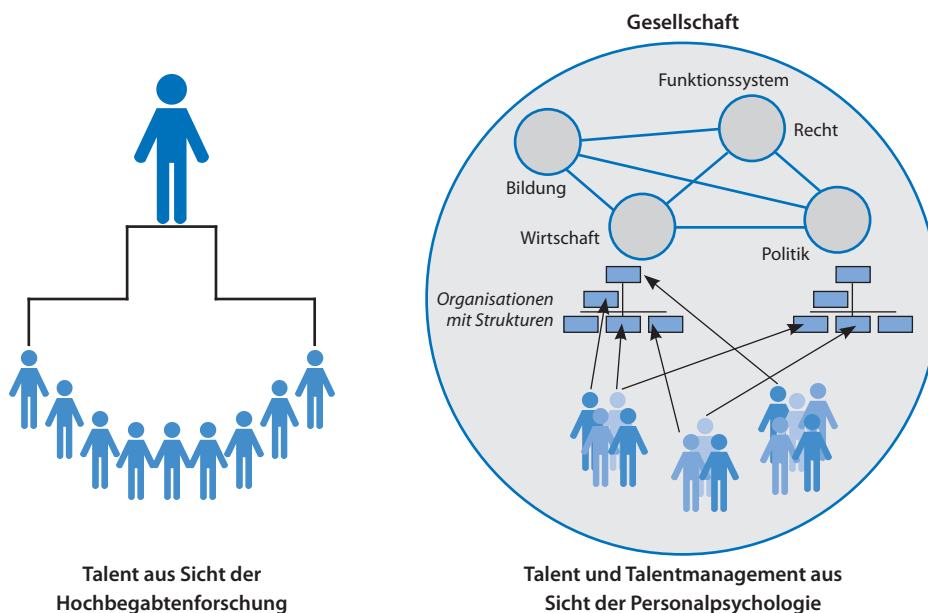 Gesellschaft
Funktionssystem
Recht
Bildung
Wirtschaft
Politik
Organisationen
mit Strukturen
Talent aus Sicht der
Hochbegabtenforschung
Talent und Talentmanagement aus
Sicht der Personalpsychologie